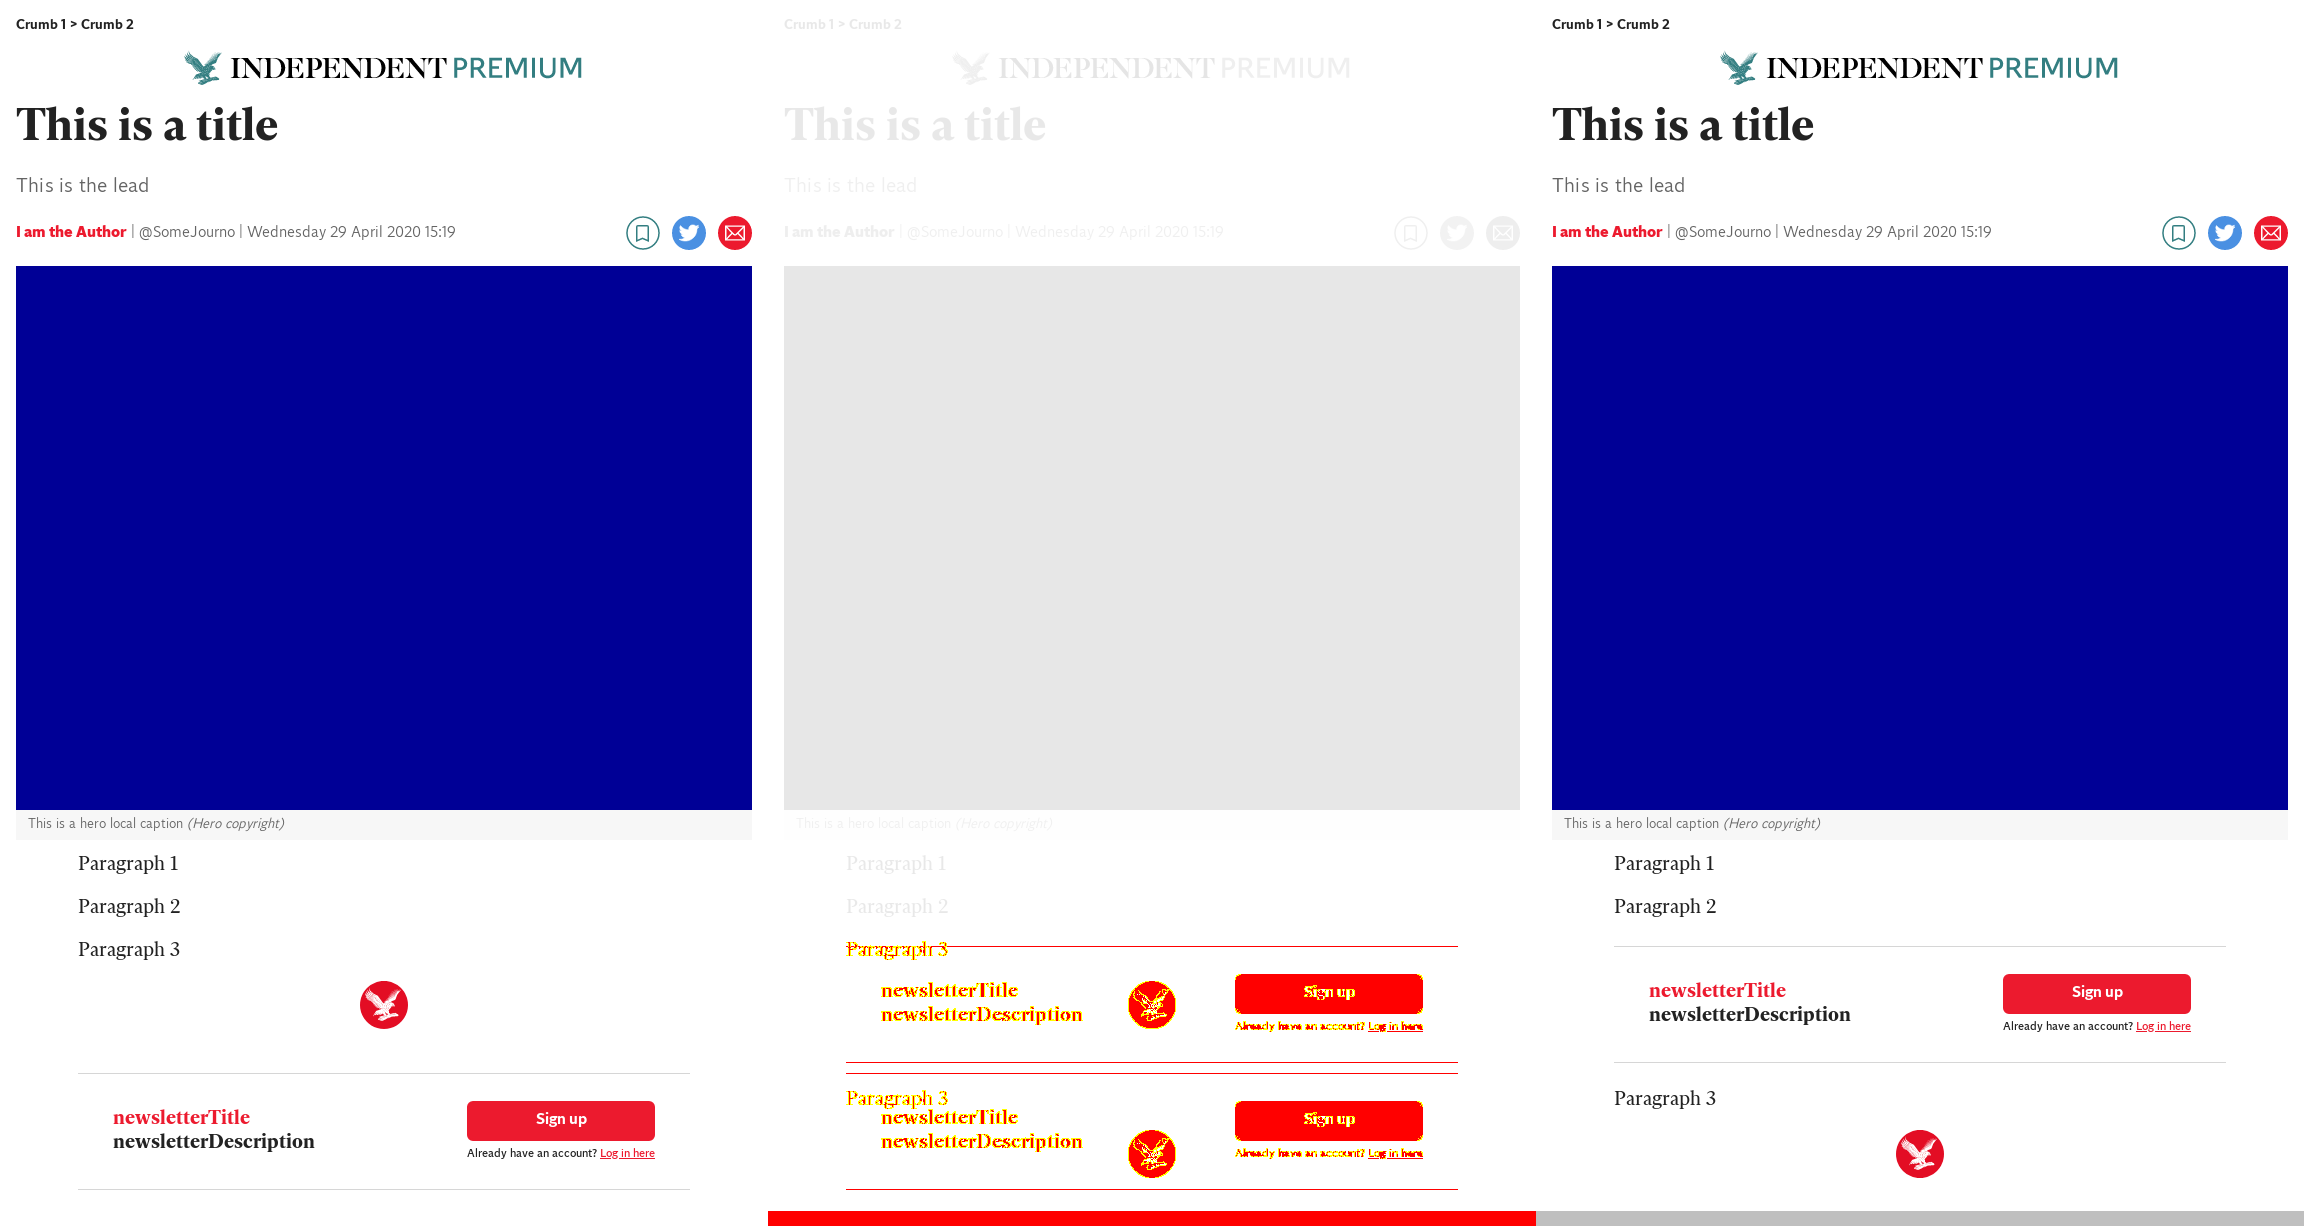 Crumb 1 > Crumb 2
INDEPENDENT PREMIUM
This is a title
This is the lead
I am the Author | @SomeJourno | Wednesday 29 April 2020 15:19
This is a hero local caption (Hero copyright)
Paragraph 1
Paragraph 2
Paragraph 3
newsletterTitle
newsletterDescription
Sign up
Already have an account? Log in here
Crumb 1 > Crumb 2
INDEPENDENT PREMIUM
This is a title
This is the lead
I am the Author | @SomeJourno | Wednesday 29 April 2020 15:19
This is a hero local caption (Hero copyright)
Paragraph 1
Paragraph 2
Paragraph 3
newsletterTitle
newsletterDescription
Sign up
Already have an account? Log in here
Paragraph 3
newsletterTitle
newsletterDescription
Sign up
Already have an account? Log in here
Crumb 1 > Crumb 2
INDEPENDENT PREMIUM
This is a title
This is the lead
I am the Author | @SomeJourno | Wednesday 29 April 2020 15:19
This is a hero local caption (Hero copyright)
Paragraph 1
Paragraph 2
newsletterTitle
newsletterDescription
Sign up
Already have an account? Log in here
Paragraph 3